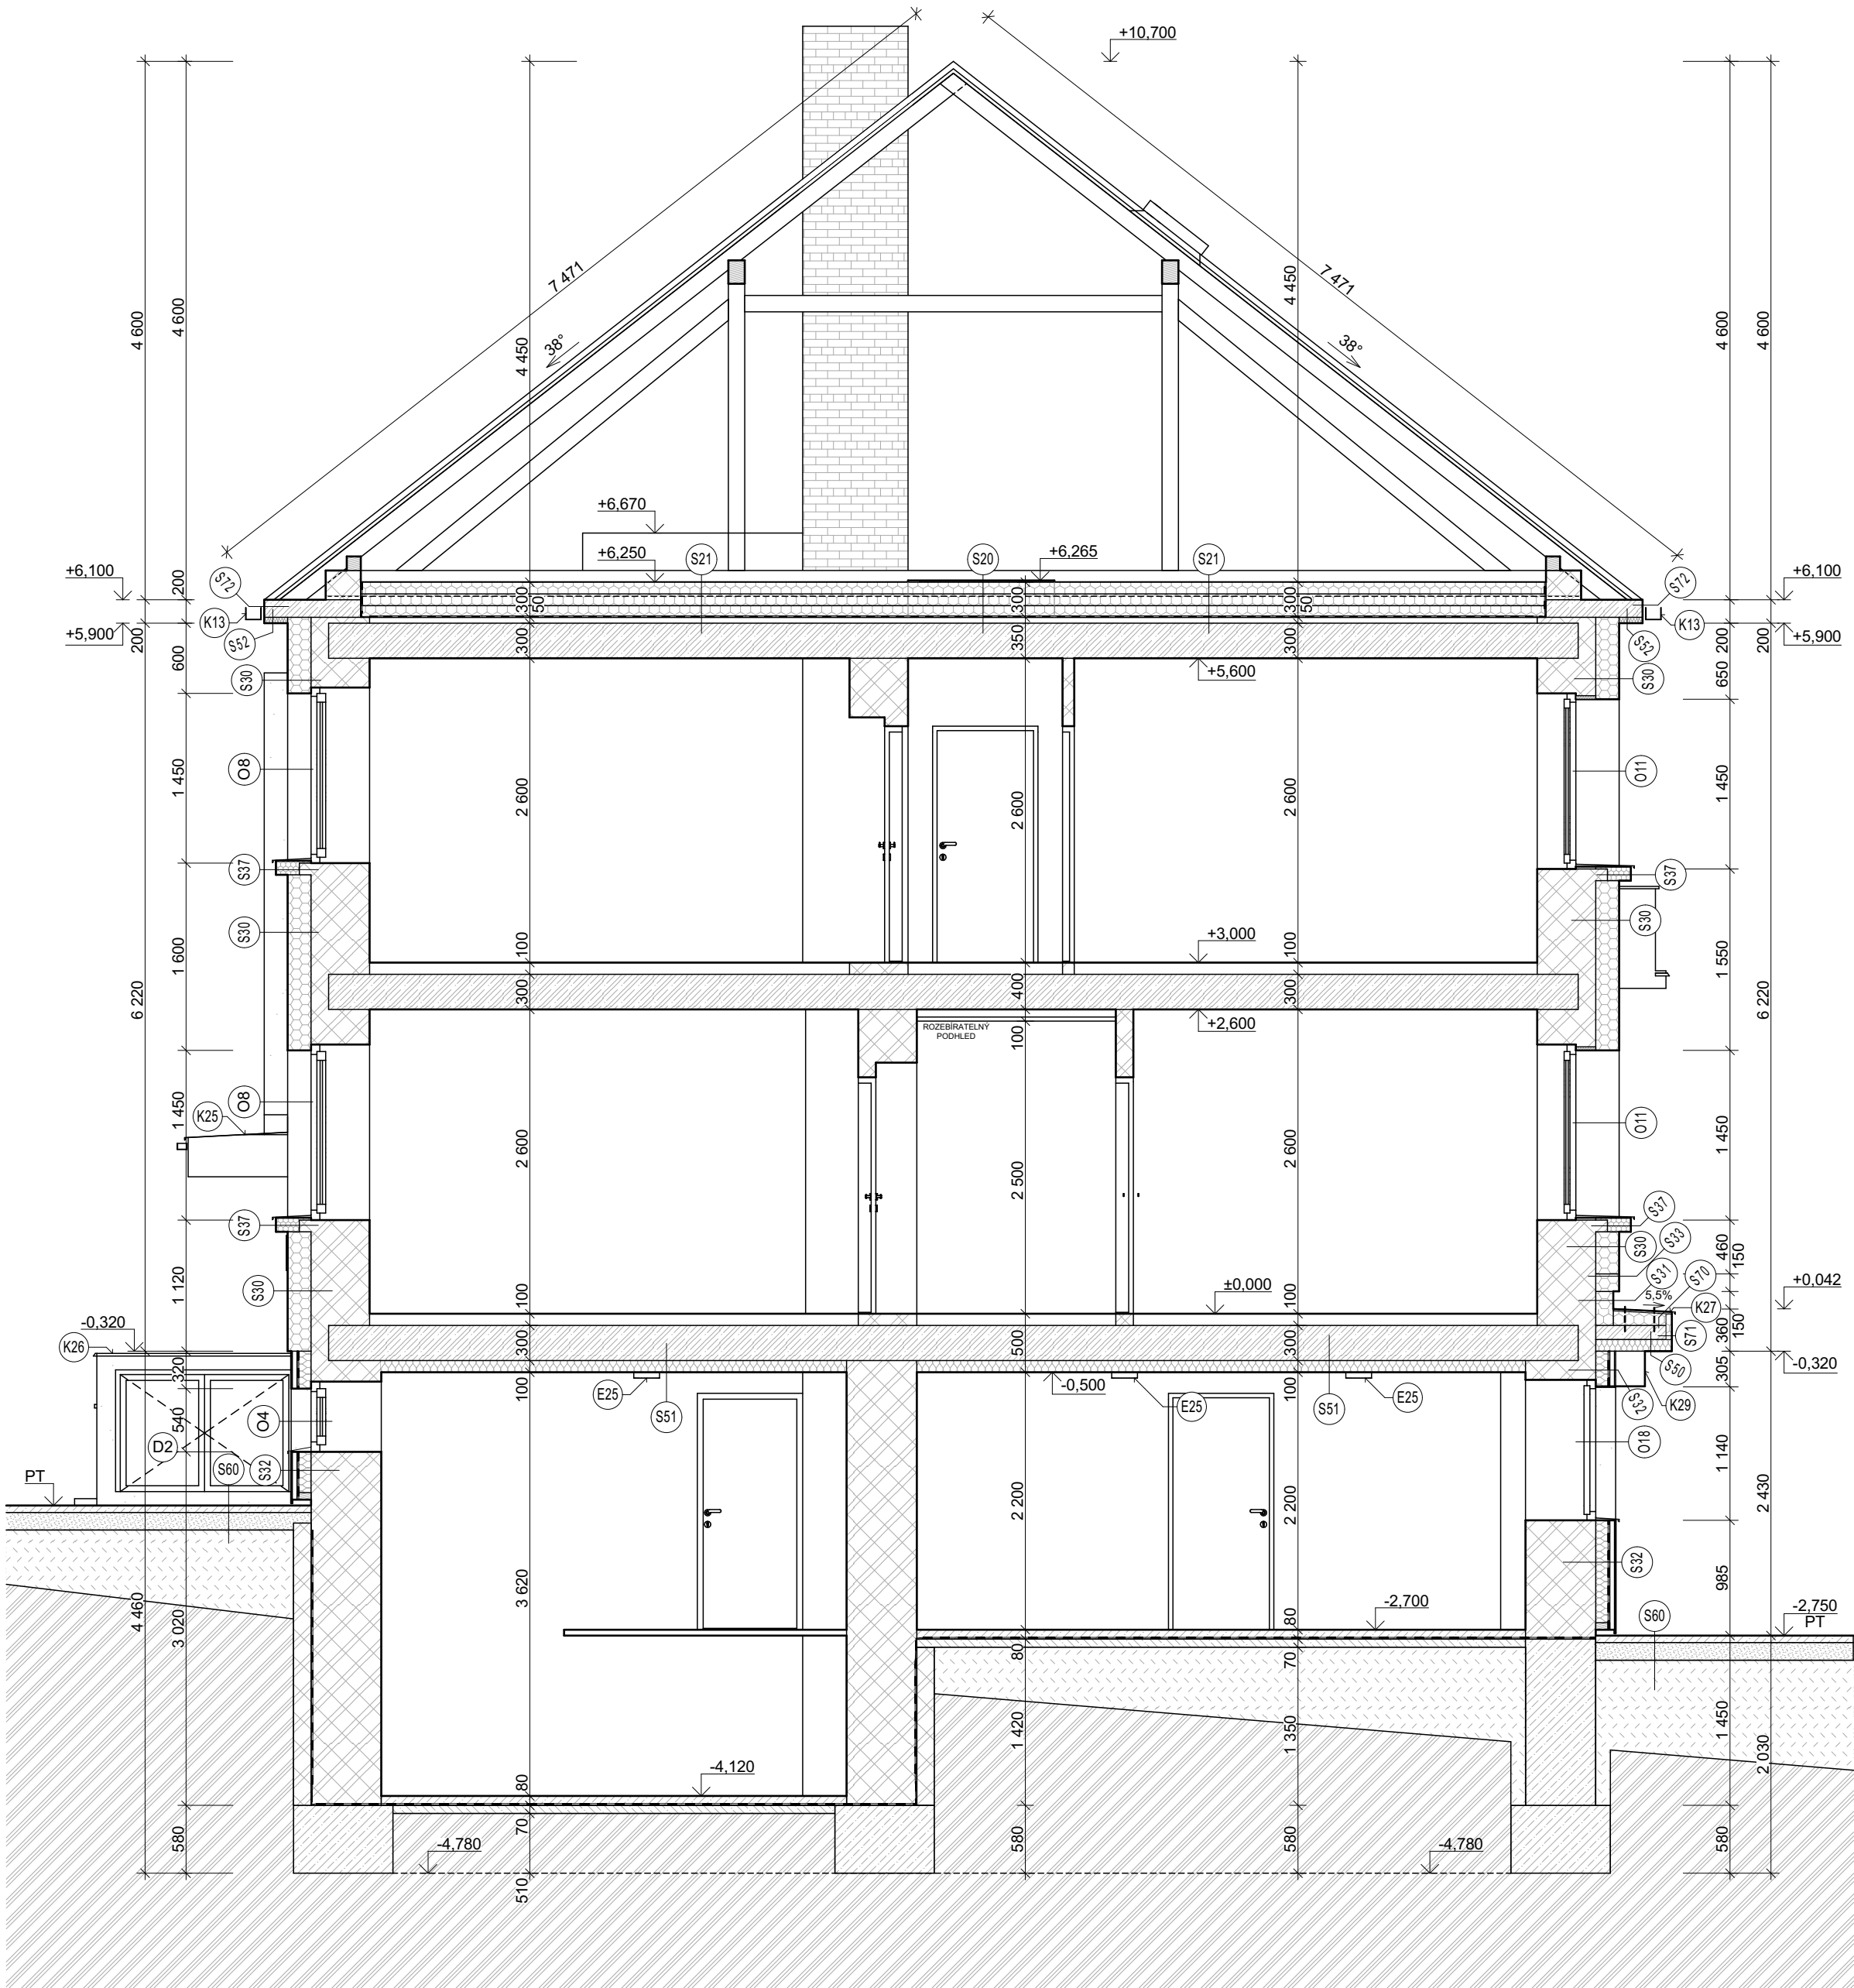 +10,700
7 471
7 471
4 600
4 600
4 450
4 450
4 600
4 600
38°
38°
+6,670
+6,250
S21
S20
+6,265
S21
+6,100
200
S72
S72
+6,100
K13
K13
300
50
300
300
50
+5,900
200
S52
S52
200
200
+5,900
300
350
300
600
S30
+5,600
S30
650
O8
1 450
2 600
2 600
2 600
O11
1 450
S37
S37
S30
S30
1 600
100
+3,000
100
1 550
6 220
300
400
300
6 220
ROZEBÍRATELNÝ
PODHLED
100
+2,600
O8
1 450
K25
2 600
2 500
2 600
O11
1 450
S37
S37
S30
S33
460
150
S30
S31
S70
1 120
100
±0,000
100
5,5%
+0,042
K27
-0,320
K26
300
500
300
S71
360
150
S50
-0,320
320
100
E25
S51
-0,500
E25
100
S51
E25
S32
K29
305
O4
540
D2
S60
S32
O18
1 140
PT
2 200
2 200
2 430
3 620
S32
985
4 460
3 020
-2,700
80
80
70
S60
-2,750
PT
1 420
1 350
1 450
2 030
-4,120
80
70
580
-4,780
580
580
-4,780
580
510